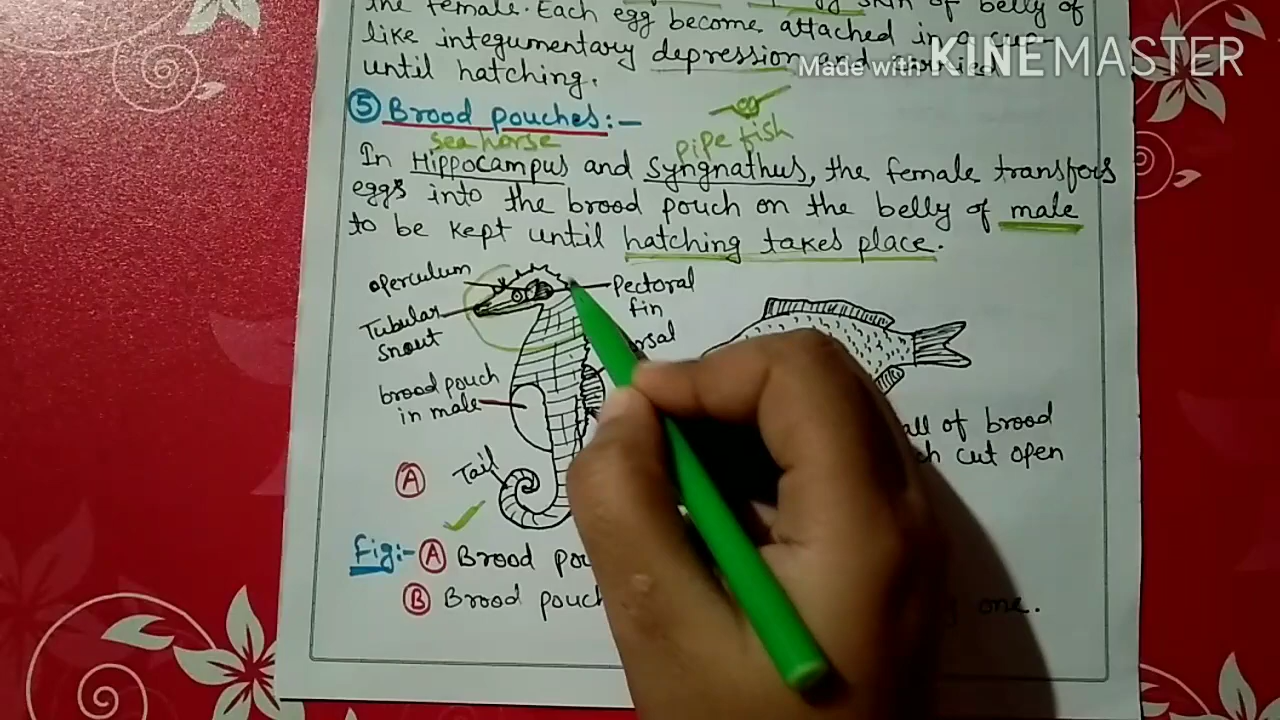 the female. Each egg become attached in a cup-
like integumentary depression and carried
until hatching.
KINEMASTER
Made with
⑤ Brood pouches:-
sea horse
pipe fish
In Hippocampus and Syngnathus, the female transfers
eggs into the brood pouch on the belly of male
to be kept until hatching takes place.
operculum
Pectoral
fin
Tubular
snout
brood pouch
in male
all of brood
cut open
Ⓐ
Tail
Fig:- Ⓐ Brood
Ⓑ Brood pouch
one.